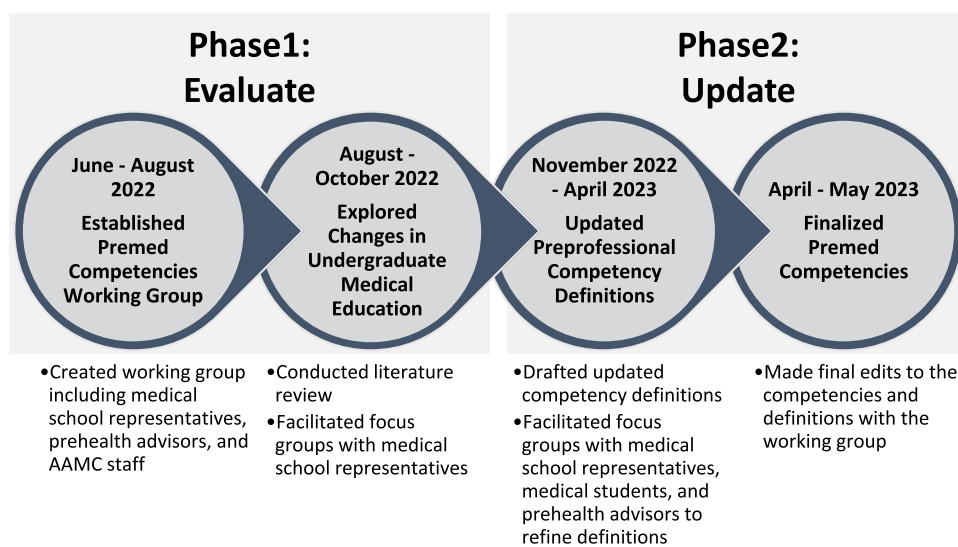 Phase1:
Evaluate
June - August
2022
Established
Premed
Competencies
Working Group
August -
October 2022
Explored
Changes in
Undergraduate
Medical
Education
•Created working group
including medical
school representatives,
prehealth advisors, and
AAMC staff
•Conducted literature
review
•Facilitated focus
groups with medical
school representatives
Phase2:
Update
November 2022
- April 2023
Updated
Preprofessional
Competency
Definitions
April - May 2023
Finalized
Premed
Competencies
•Drafted updated
competency definitions
•Facilitated focus
groups with medical
school representatives,
medical students, and
prehealth advisors to
refine definitions
•Made final edits to the
competencies and
definitions with the
working group